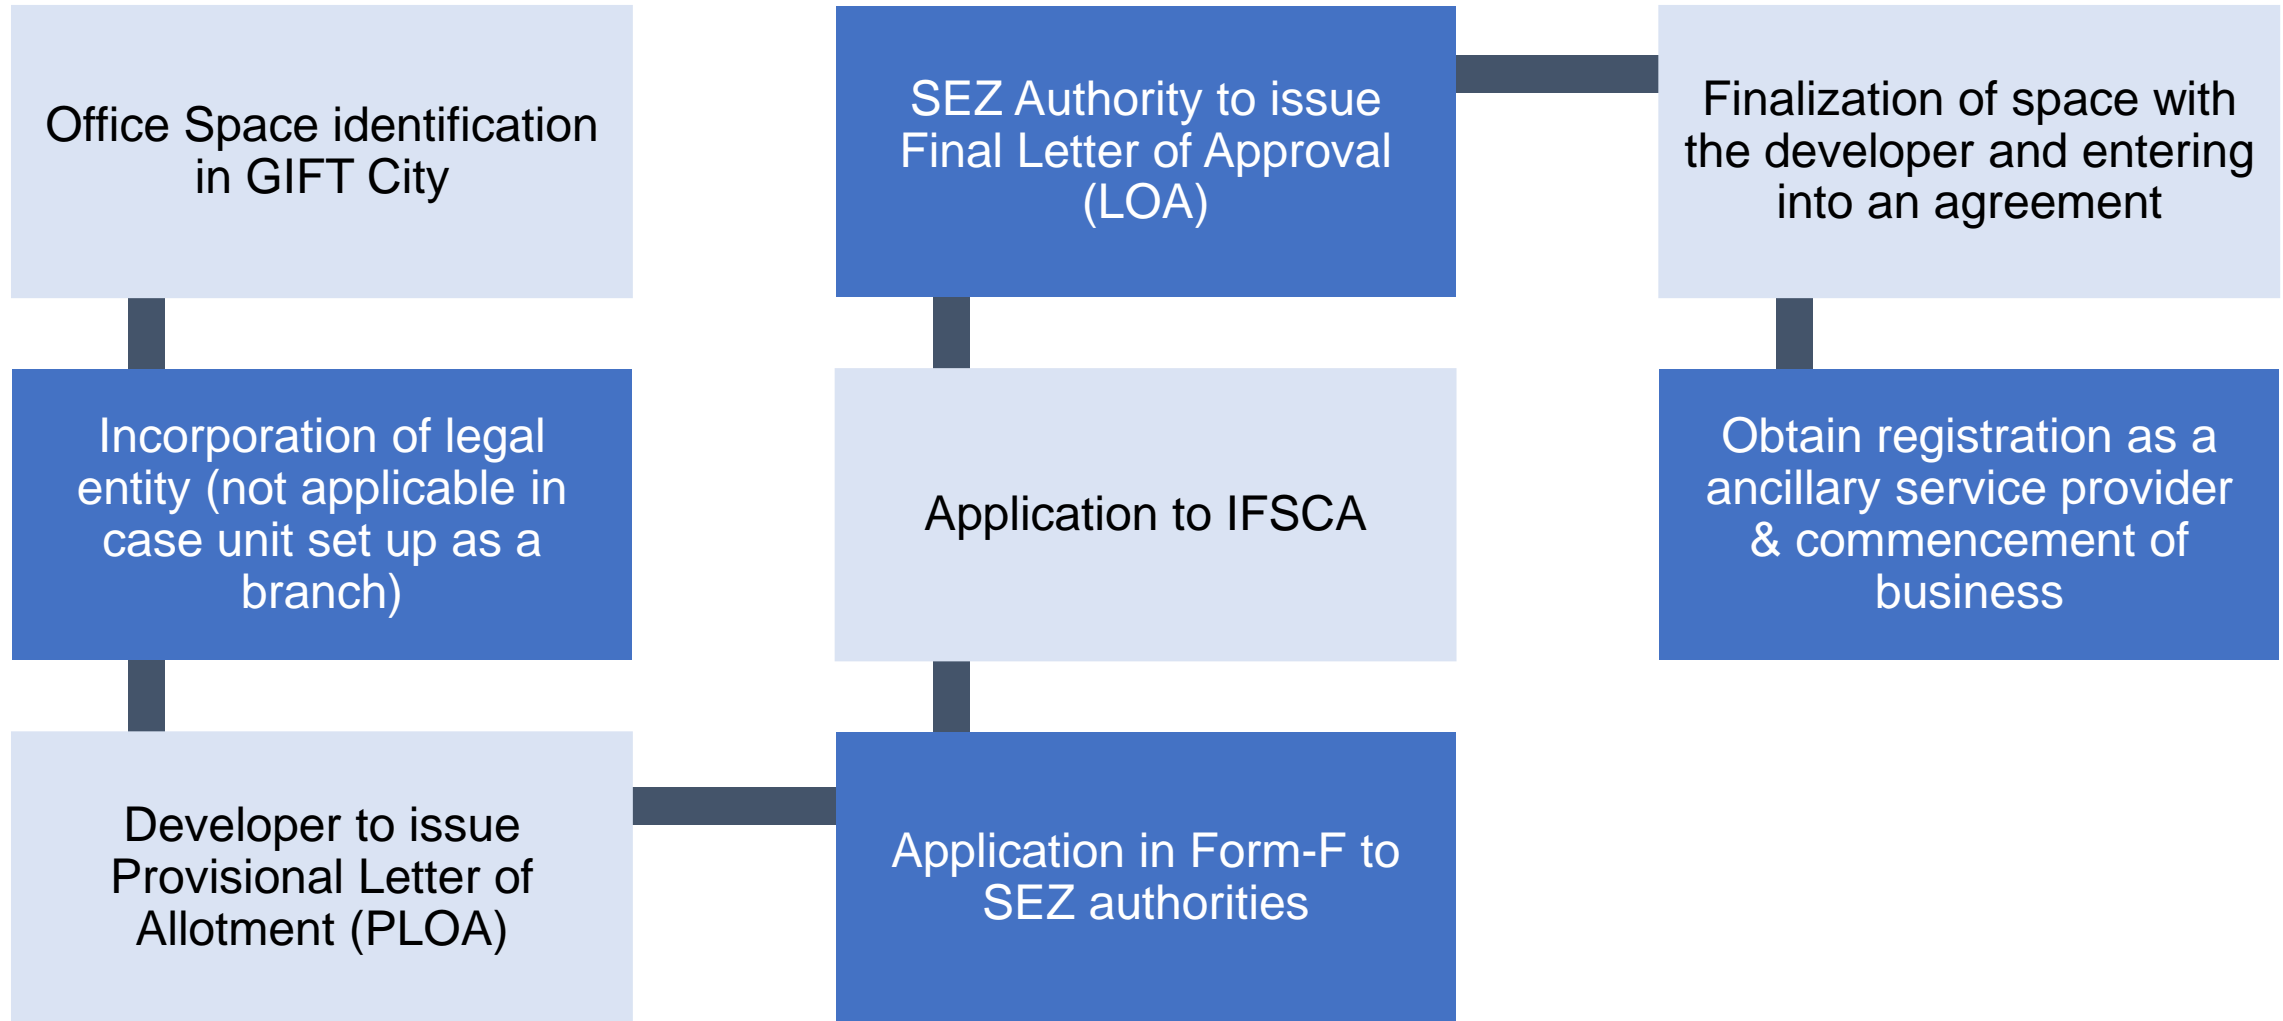 Office Space identification
in GIFT City
Incorporation of legal
entity (not applicable in
case unit set up as a
branch)
Developer to issue
Provisional Letter of
Allotment (PLOA)
Application in Form-F to
SEZ authorities
Application to IFSCA
SEZ Authority to issue
Final Letter of Approval
(LOA)
Finalization of space with
the developer and entering
into an agreement
Obtain registration as a
ancillary service provider
& commencement of
business